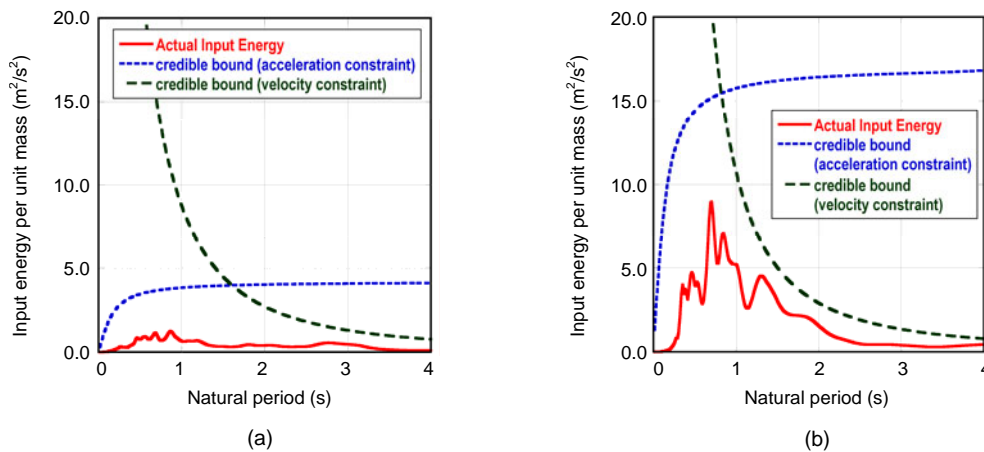 20.0
15.0
10.0
5.0
0.0
Input energy per unit mass (m²/s²)
Actual Input Energy
credible bound (acceleration constraint)
credible bound (velocity constraint)
0 1 2 3 4
Natural period (s)
(a)
20.0
15.0
10.0
5.0
0.0
Input energy per unit mass (m²/s²)
Actual Input Energy
credible bound
(acceleration constraint)
credible bound
(velocity constraint)
0 1 2 3 4
Natural period (s)
(b)